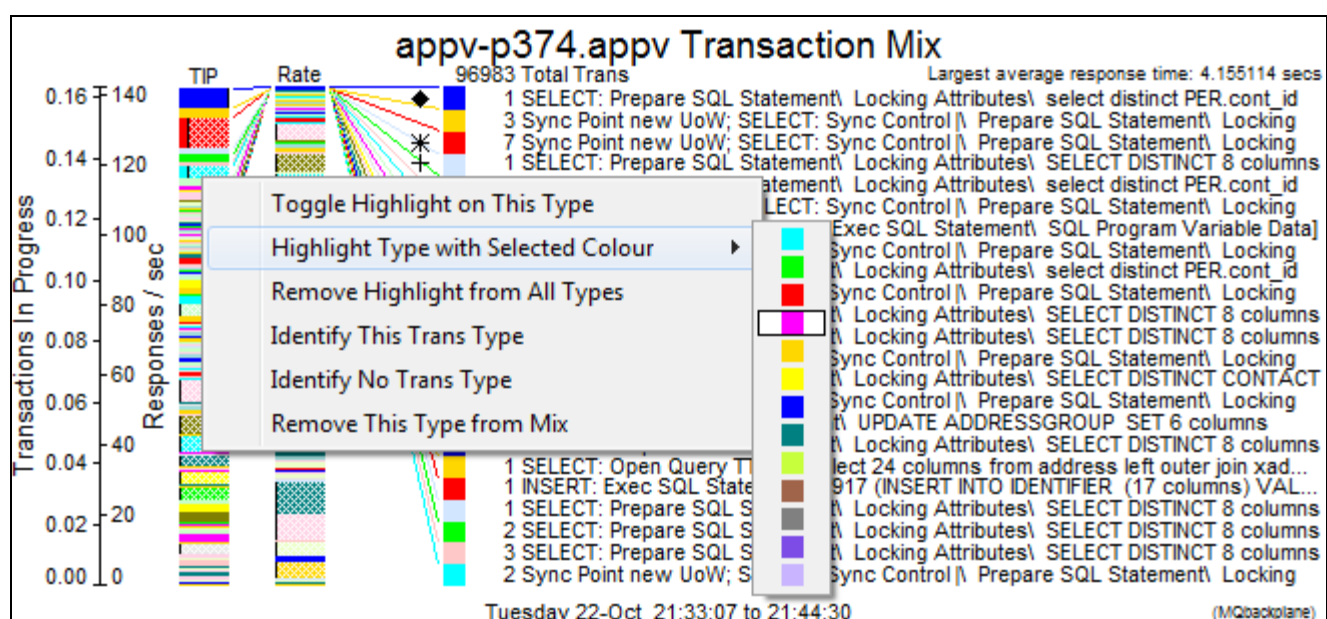 appv-p374.appv Transaction Mix
TIP Rate 96983 Total Trans Largest average response time: 4.155114 secs
1 SELECT: Prepare SQL Statement\ Locking Attributes\ select distinct PER.cont_id
3 Sync Point new UoW; SELECT: Sync Control |\ Prepare SQL Statement\ Locking
7 Sync Point new UoW; SELECT: Sync Control |\ Prepare SQL Statement\ Locking
1 SELECT: Prepare SQL Statement\ Locking Attributes\ SELECT DISTINCT 8 columns
atement\ Locking Attributes\ select distinct PER.cont_id
LECT: Sync Control |\ Prepare SQL Statement\ Locking
Exec SQL Statement\ SQL Program Variable Data]
Sync Control |\ Prepare SQL Statement\ Locking
\ Locking Attributes\ select distinct PER.cont_id
Sync Control |\ Prepare SQL Statement\ Locking
\ Locking Attributes\ SELECT DISTINCT 8 columns
\ Locking Attributes\ SELECT DISTINCT 8 columns
Sync Control |\ Prepare SQL Statement\ Locking
\ Locking Attributes\ SELECT DISTINCT CONTACT
Sync Control |\ Prepare SQL Statement\ Locking
t\ UPDATE ADDRESSGROUP SET 6 columns
\ Locking Attributes\ SELECT DISTINCT 8 columns
1 SELECT: Open Query T lect 24 columns from address left outer join xad...
1 INSERT: Exec SQL State 917 (INSERT INTO IDENTIFIER (17 columns) VAL...
1 SELECT: Prepare SQL S \ Locking Attributes\ SELECT DISTINCT 8 columns
2 SELECT: Prepare SQL S \ Locking Attributes\ SELECT DISTINCT 8 columns
3 SELECT: Prepare SQL S \ Locking Attributes\ SELECT DISTINCT 8 columns
2 Sync Point new UoW; S Sync Control |\ Prepare SQL Statement\ Locking
Toggle Highlight on This Type
Highlight Type with Selected Colour
Remove Highlight from All Types
Identify This Trans Type
Identify No Trans Type
Remove This Type from Mix
Transactions In Progress
0.16
0.14
0.12
0.10
0.08
0.06
0.04
0.02
0.00
Responses / sec
140
120
100
80
60
40
20
0
Tuesday 22-Oct 21:33:07 to 21:44:30
(MQbackplane)